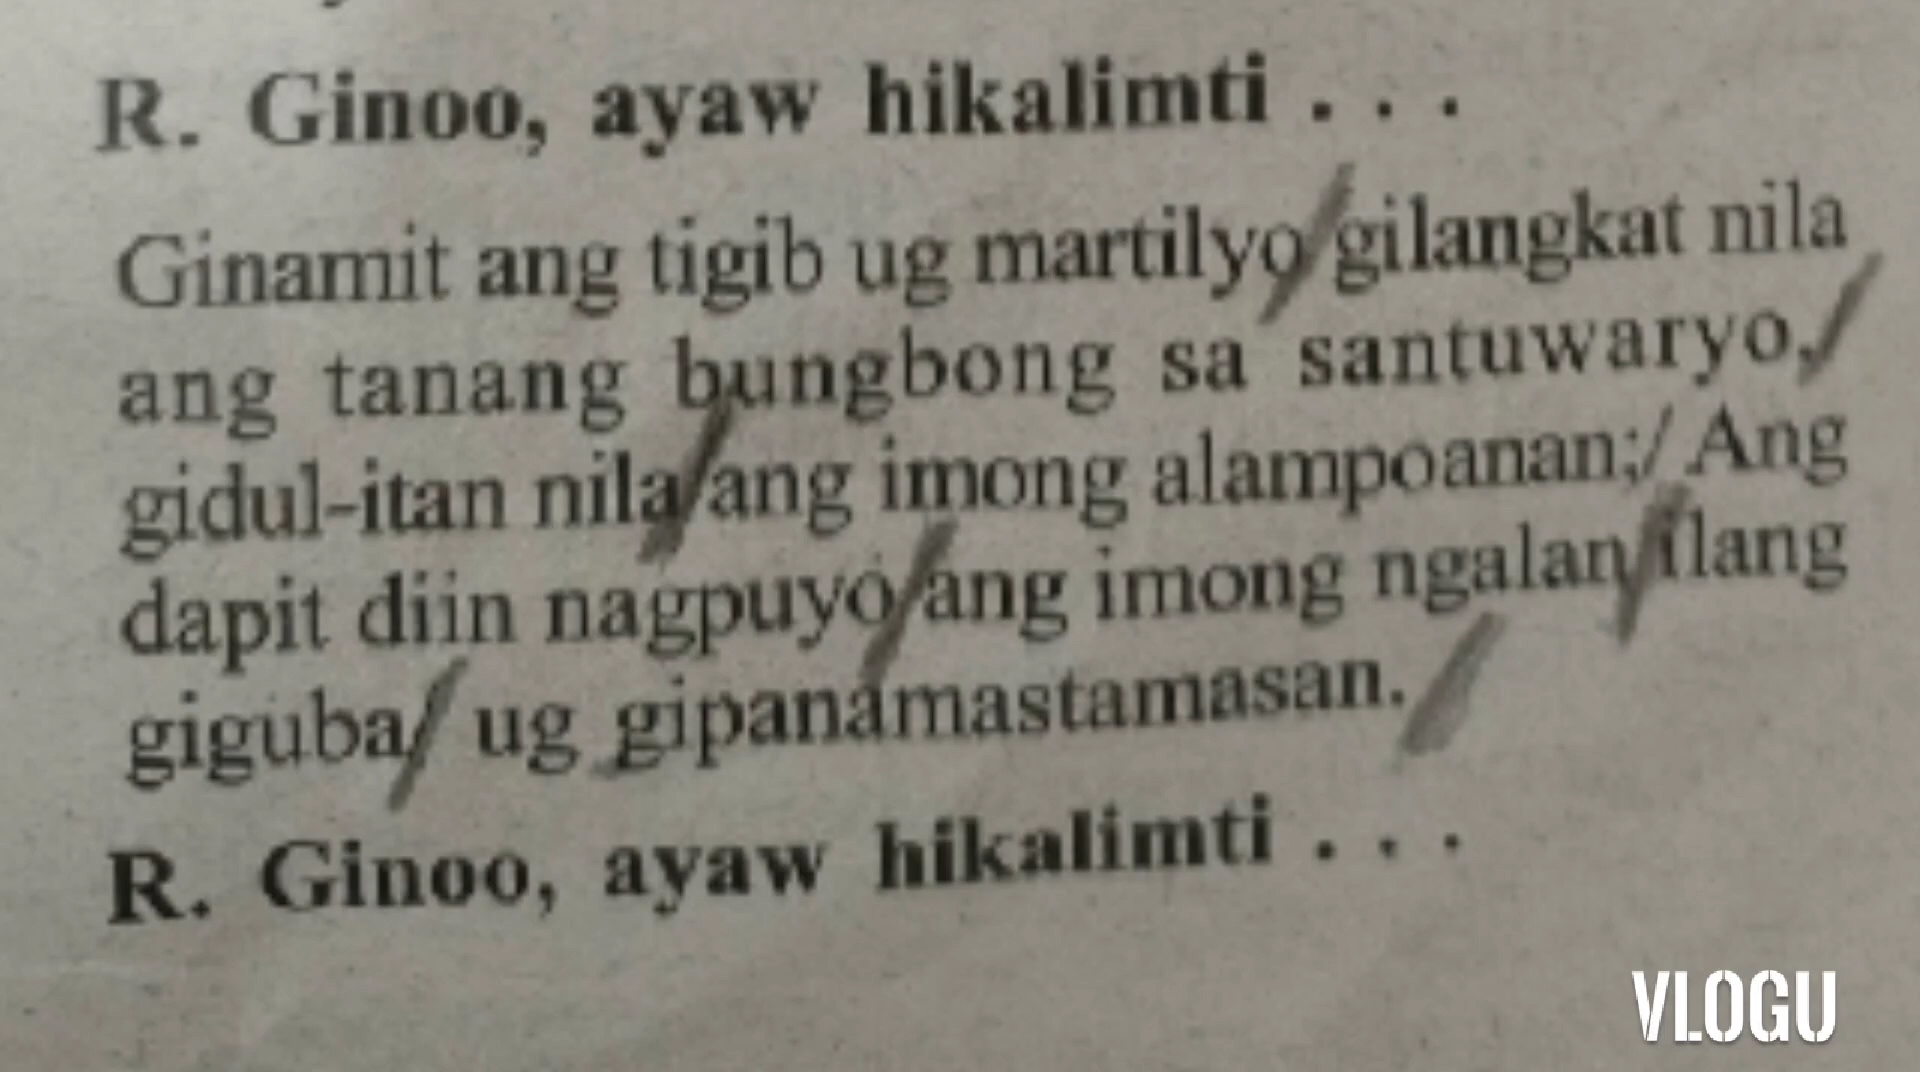 R. Ginoo, ayaw hikalimti . . .
Ginamit ang tigib ug martilyo/gilangkat nila
ang tanang bungbong sa santuwaryo,/
gidul-itan nila/ang imong alampoanan;/ Ang
dapit diin nagpuyo/ang imong ngalan/ilang
giguba/ ug gipanamastamasan./
R. Ginoo, ayaw hikalimti . . .
VLOGU